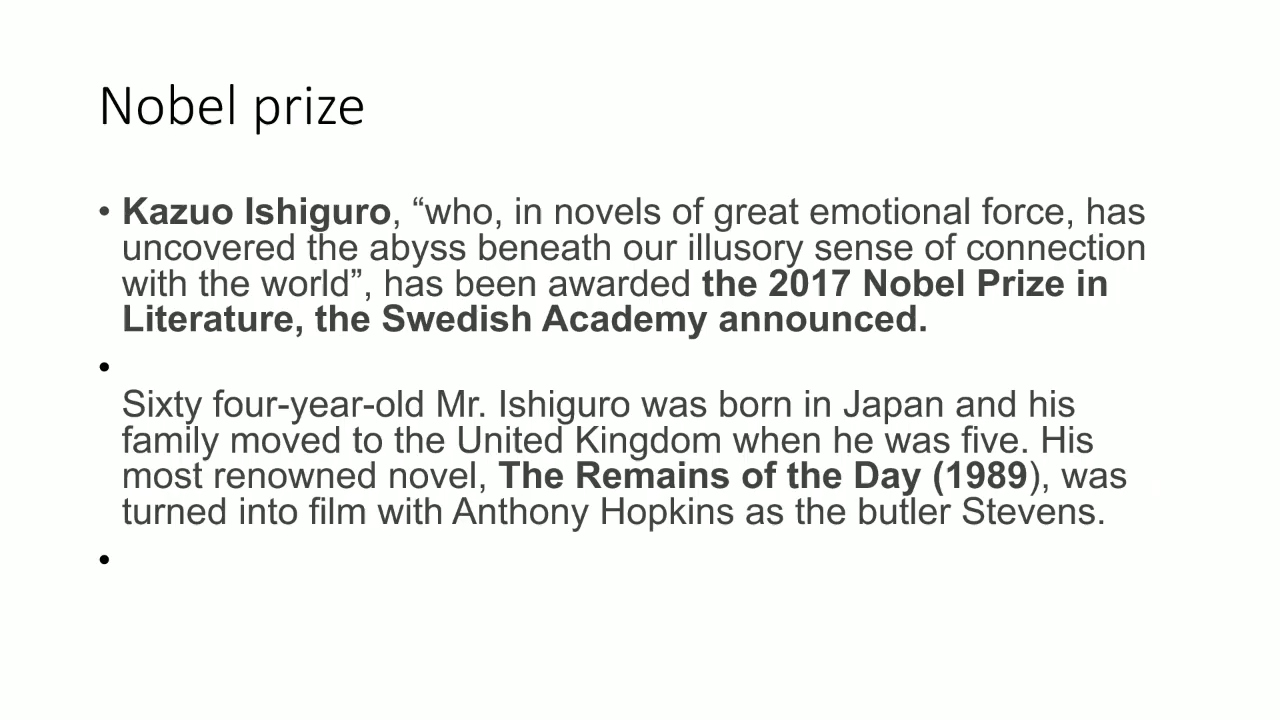 Nobel prize
• Kazuo Ishiguro, “who, in novels of great emotional force, has
uncovered the abyss beneath our illusory sense of connection
with the world”, has been awarded the 2017 Nobel Prize in
Literature, the Swedish Academy announced.
•
Sixty four-year-old Mr. Ishiguro was born in Japan and his
family moved to the United Kingdom when he was five. His
most renowned novel, The Remains of the Day (1989), was
turned into film with Anthony Hopkins as the butler Stevens.
•